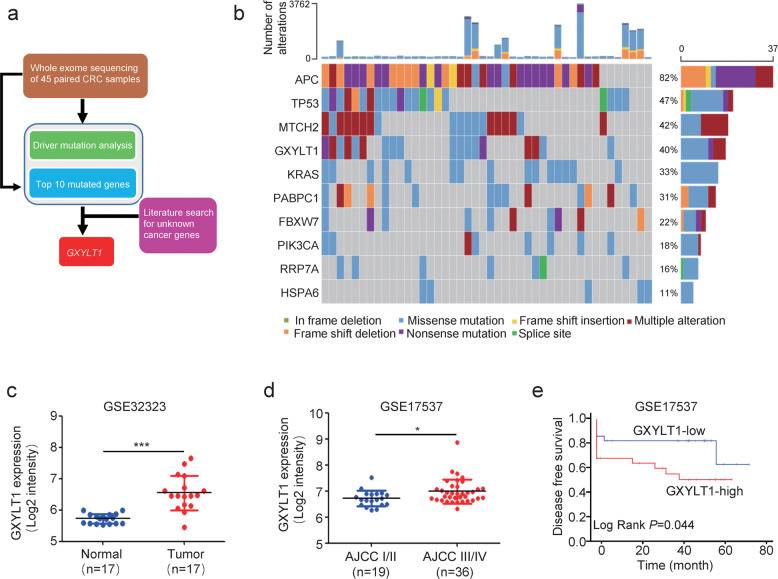 a
Whole exome sequencing
of 45 paired CRC samples
Driver mutation analysis
Top 10 mutated genes
Literature search
for unknown
cancer genes
GXYLT1
b
Number of
alterations
3762
0
0 37
APC 82%
TP53 47%
MTCH2 42%
GXYLT1 40%
KRAS 33%
PABPC1 31%
FBXW7 22%
PIK3CA 18%
RRP7A 16%
HSPA6 11%
In frame deletion Missense mutation Frame shift insertion Multiple alteration
Frame shift deletion Nonsense mutation Splice site
c
GSE32323
GXYLT1 expression
(Log2 intensity)
9
8
7
6
5
***
Normal
(n=17)
Tumor
(n=17)
d
GSE17537
GXYLT1 expression
(Log2 intensity)
10
9
8
7
6
5
*
AJCC I/II
(n=19)
AJCC III/IV
(n=36)
e
GSE17537
Disease free survival
1.0
0.8
0.6
0.4
0.2
0
GXYLT1-low
GXYLT1-high
Log Rank P=0.044
0 20 40 60 80
Time (month)